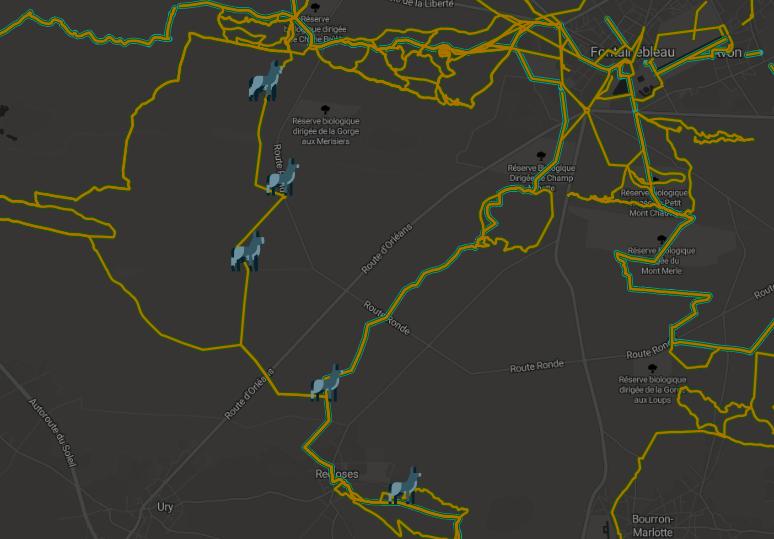 de la Liberté
Réserve
biologique dirigée
Fontainebleau
Avon
Réserve biologique
dirigée de la Gorge
aux Merisiers
Réserve Biologique
Dirigée de Champ
Réserve biologique
Petit
Mont Chauvet
Route d'Orléans
Réserve biologique
du
Mont Merle
Route
Route Ronde
Route Ronde
Route Ronde
Réserve biologique
dirigée de la Gorge
aux Loups
Route d'Orléans
Autoroute du Soleil
Recloses
Ury
Bourron-
Marlotte